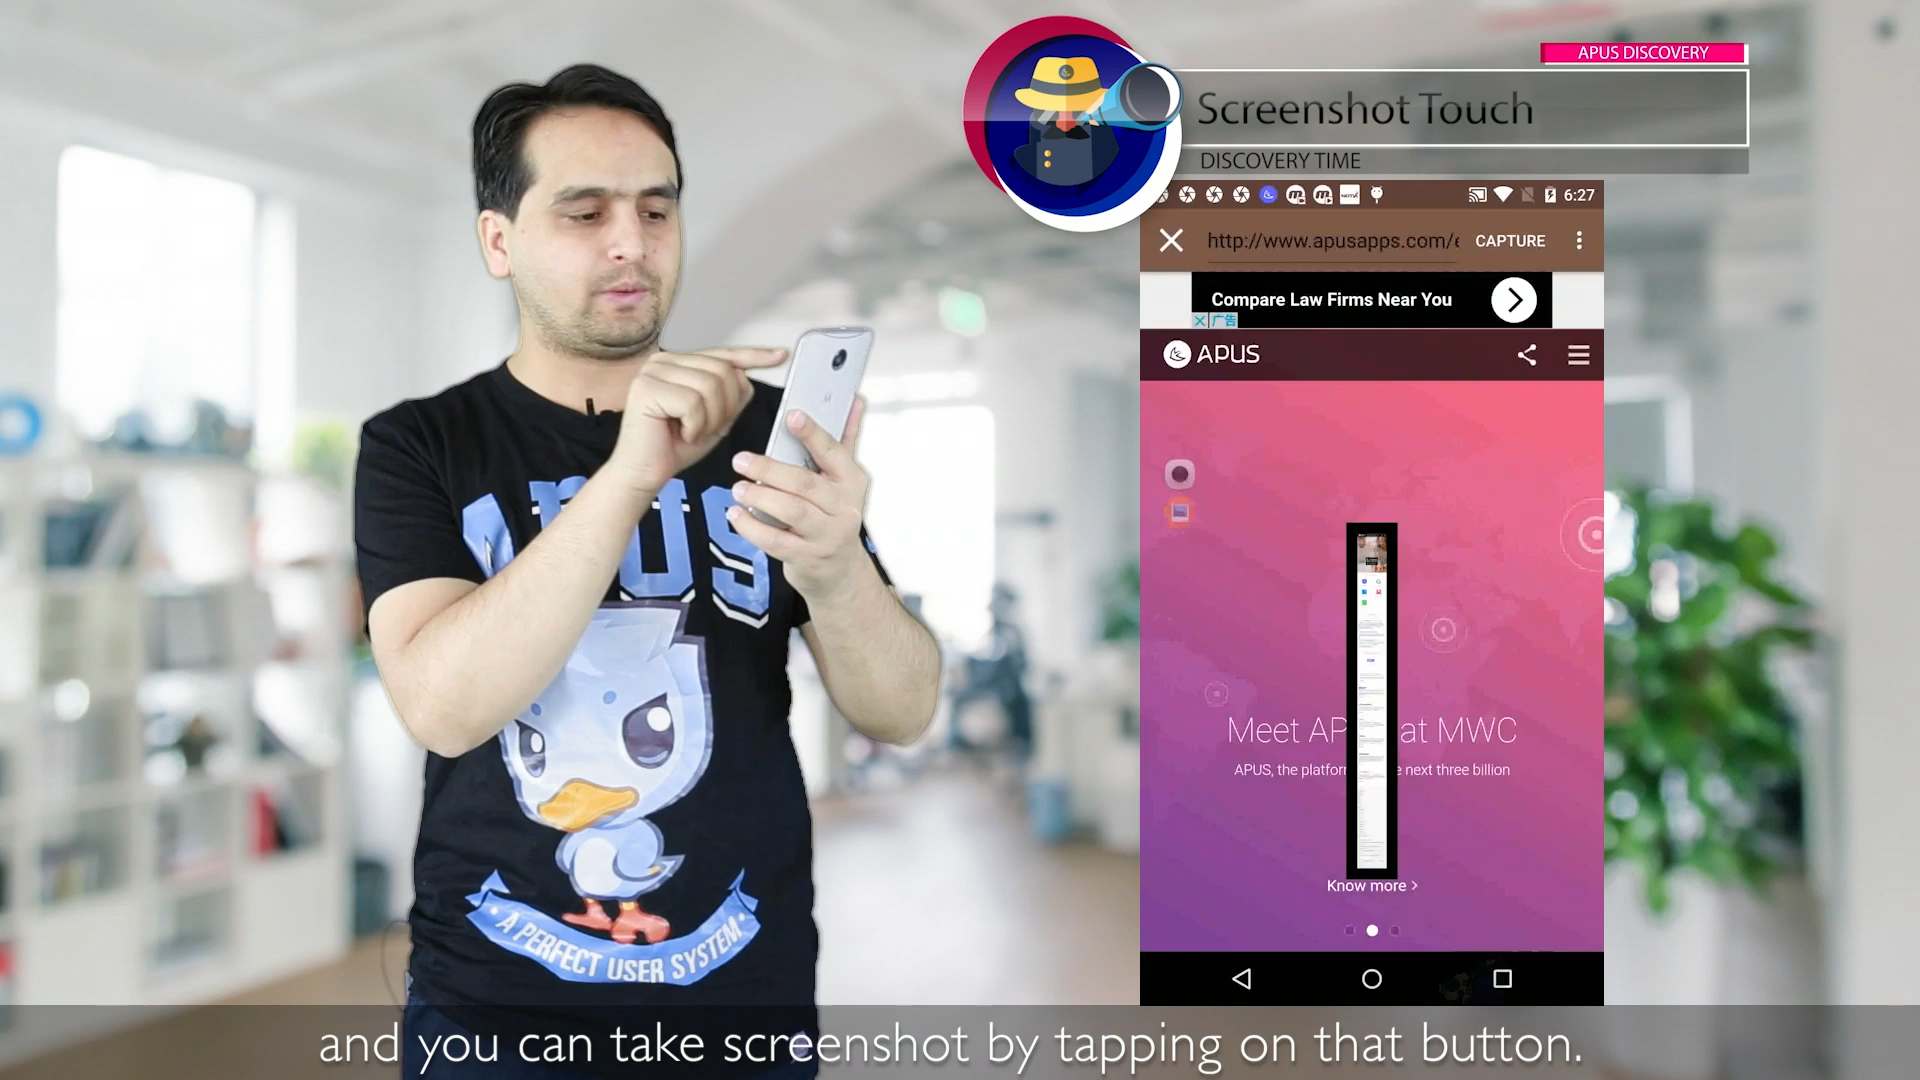 APUS DISCOVERY
Screenshot Touch
DISCOVERY TIME
6:27
http://www.apusapps.com/e
CAPTURE
Compare Law Firms Near You
广告
APUS
Meet AP at MWC
APUS, the platfor e next three billion
Know more >
APUS
A PERFECT USER SYSTEM
and you can take screenshot by tapping on that button.